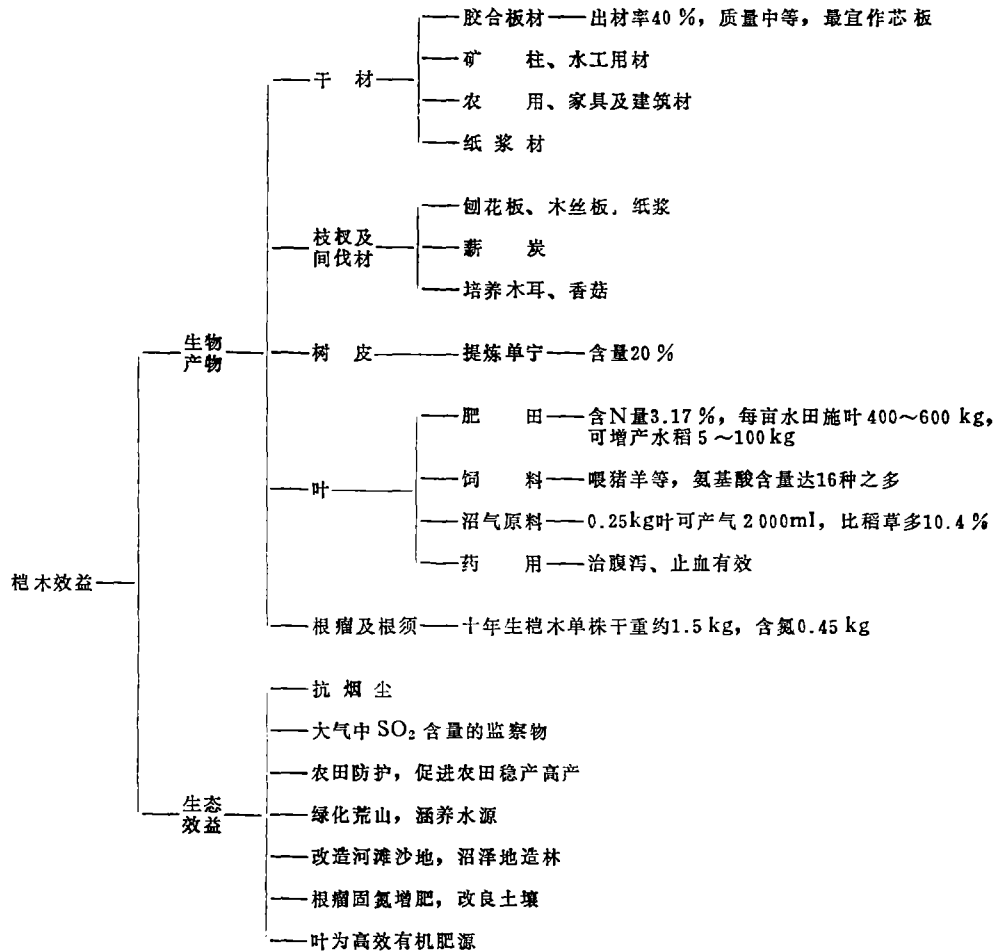 胶合板材——出材率40%，质量中等，最宜作芯板
干 材
矿 柱、水工用材
农 用、家具及建筑材
纸浆材
刨花板、木丝板、纸浆
枝杈及
间伐材
薪 炭
培养木耳、香菇
生物
产物
树 皮——提炼单宁——含量20%
肥 田——含N量3.17%，每亩水田施叶400～600 kg，
可增产水稻5～100kg
叶
饲 料——喂猪羊等，氨基酸含量达16种之多
沼气原料——0.25kg叶可产气2 000ml，比稻草多10.4%
药 用——治腹泻、止血有效
桤木效益
根瘤及根须——十年生桤木单株干重约1.5 kg，含氮0.45 kg
抗烟尘
大气中SO₂含量的监察物
农田防护，促进农田稳产高产
生态
效益
绿化荒山，涵养水源
改造河滩沙地，沼泽地造林
根瘤固氮增肥，改良土壤
叶为高效有机肥源